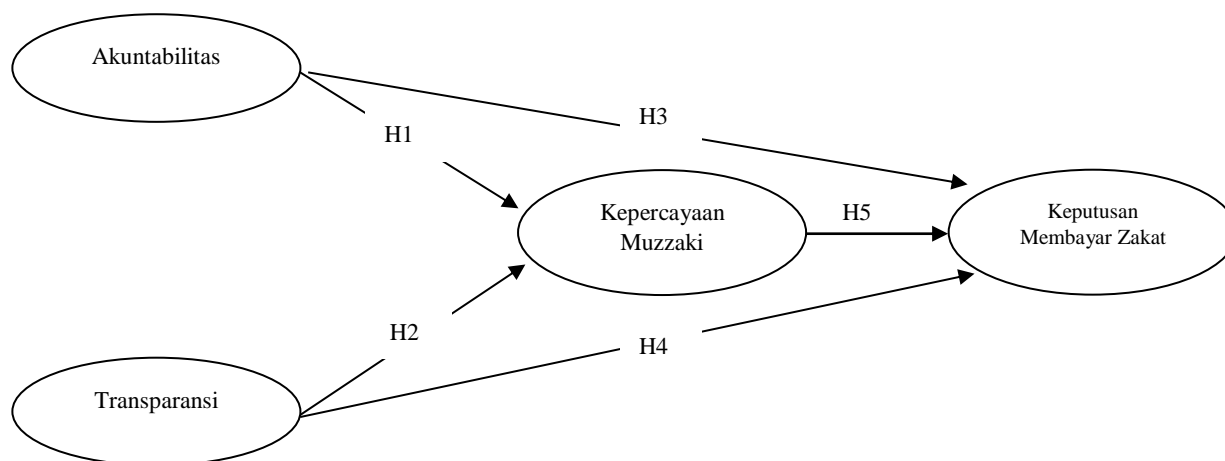 Akuntabilitas
H3
H1
Kepercayaan
Muzzaki
H5
Keputusan
Membayar Zakat
H2
H4
Transparansi